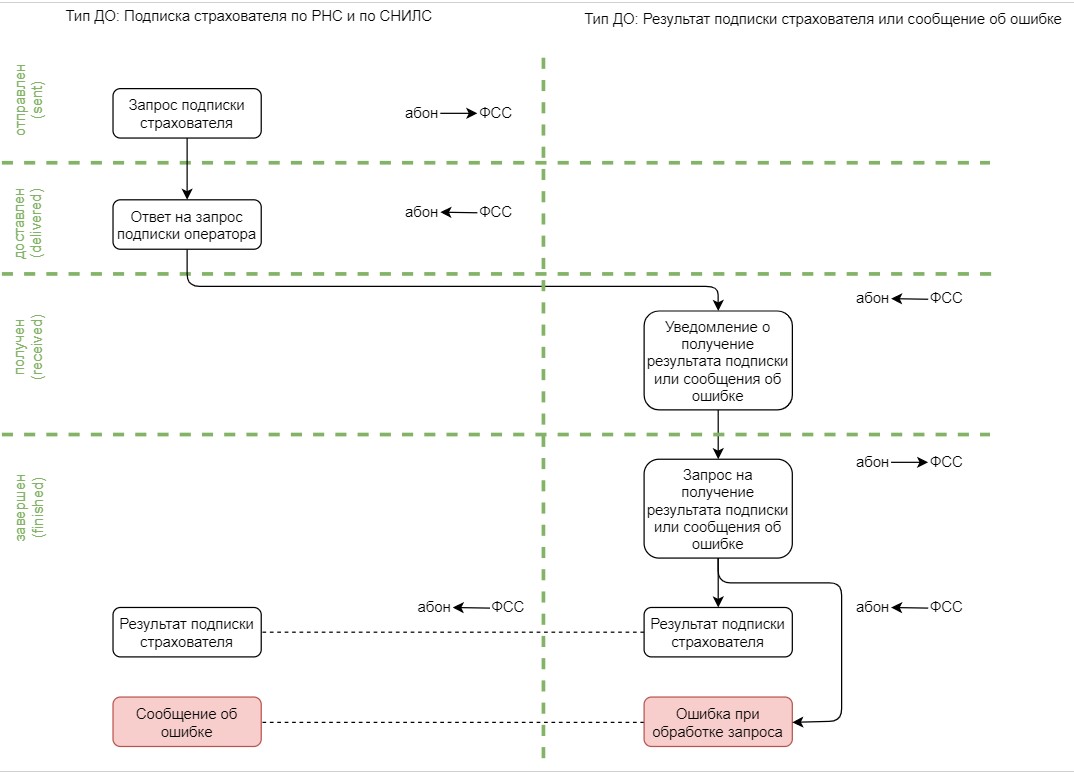 Тип ДО: Подписка страхователя по РНС и по СНИЛС
Тип ДО: Результат подписки страхователя или сообщение об ошибке
отправлен
(sent)
Запрос подписки
страхователя
абон
ФСС
доставлен
(delivered)
Ответ на запрос
подписки оператора
абон
ФСС
получен
(received)
абон
ФСС
Уведомление о
получение
результата подписки
или сообщения об
ошибке
завершен
(finished)
абон
ФСС
Запрос на
получение
результата подписки
или сообщения об
ошибке
абон
ФСС
абон
ФСС
Результат подписки
страхователя
Результат подписки
страхователя
Сообщение об
ошибке
Ошибка при
обработке запроса